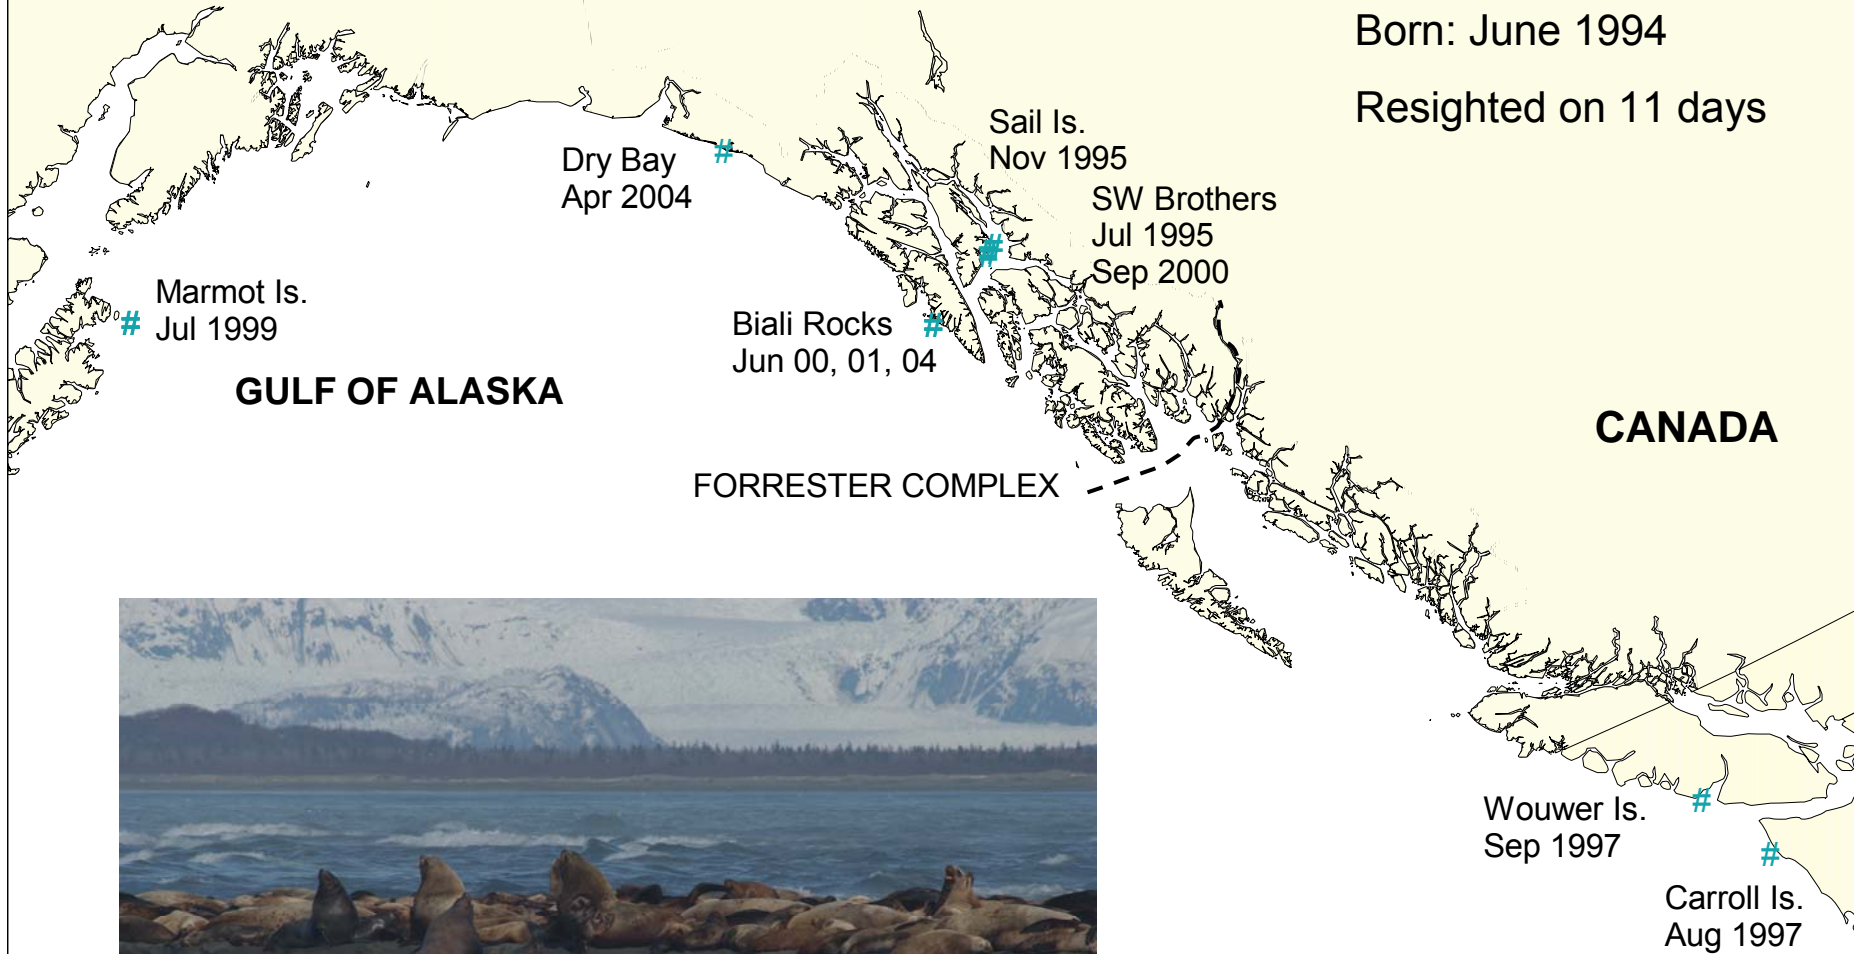 Born: June 1994
Resighted on 11 days
Sail Is.
Nov 1995
Dry Bay
Apr 2004
SW Brothers
Jul 1995
Sep 2000
Marmot Is.
Jul 1999
Biali Rocks
Jun 00, 01, 04
GULF OF ALASKA
CANADA
FORRESTER COMPLEX
Wouwer Is.
Sep 1997
Carroll Is.
Aug 1997